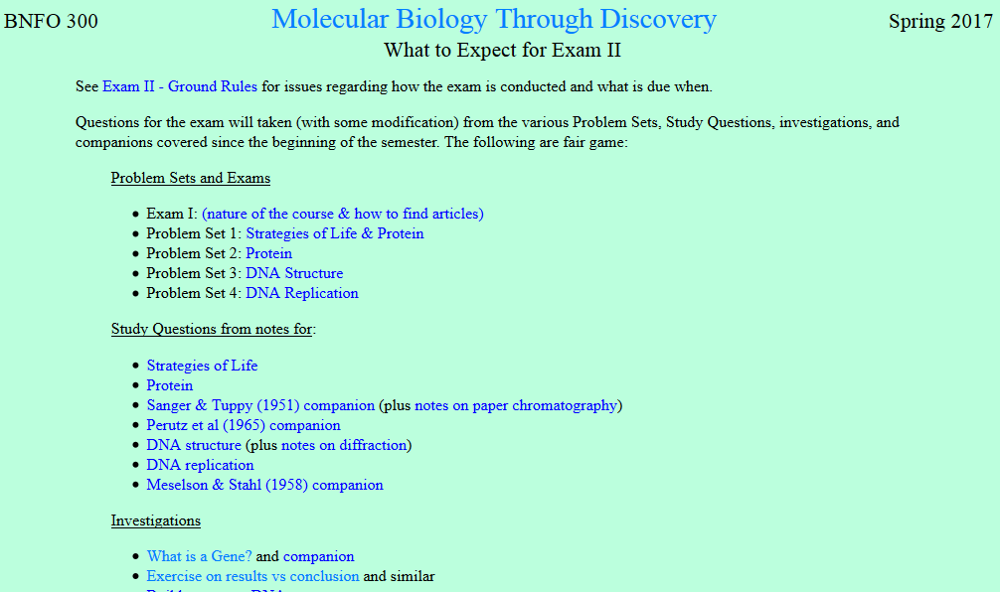 BNFO 300 Molecular Biology Through Discovery Spring 2017
What to Expect for Exam II
See Exam II - Ground Rules for issues regarding how the exam is conducted and what is due when.
Questions for the exam will taken (with some modification) from the various Problem Sets, Study Questions, investigations, and
companions covered since the beginning of the semester. The following are fair game:
Problem Sets and Exams
• Exam I: (nature of the course & how to find articles)
• Problem Set 1: Strategies of Life & Protein
• Problem Set 2: Protein
• Problem Set 3: DNA Structure
• Problem Set 4: DNA Replication
Study Questions from notes for:
• Strategies of Life
• Protein
• Sanger & Tuppy (1951) companion (plus notes on paper chromatography)
• Perutz et al (1965) companion
• DNA structure (plus notes on diffraction)
• DNA replication
• Meselson & Stahl (1958) companion
Investigations
• What is a Gene? and companion
• Exercise on results vs conclusion and similar